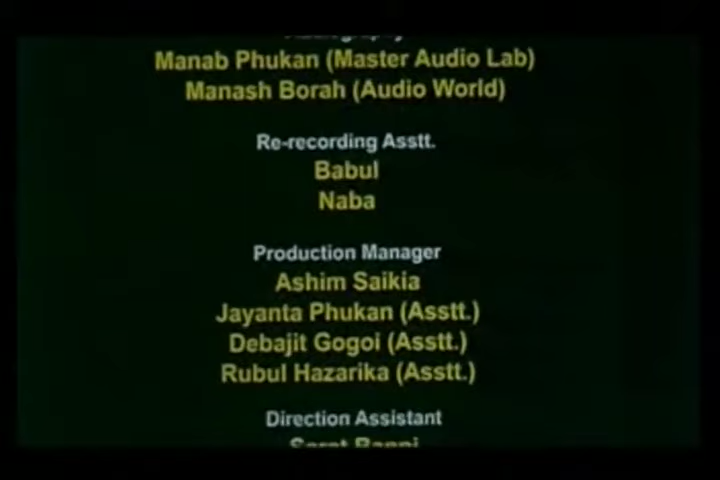 Manab Phukan (Master Audio Lab)
Manash Borah (Audio World)
Re-recording Asstt.
Babul
Naba
Production Manager
Ashim Saikia
Jayanta Phukan (Asstt.)
Debajit Gogoi (Asstt.)
Rubul Hazarika (Asstt.)
Direction Assistant